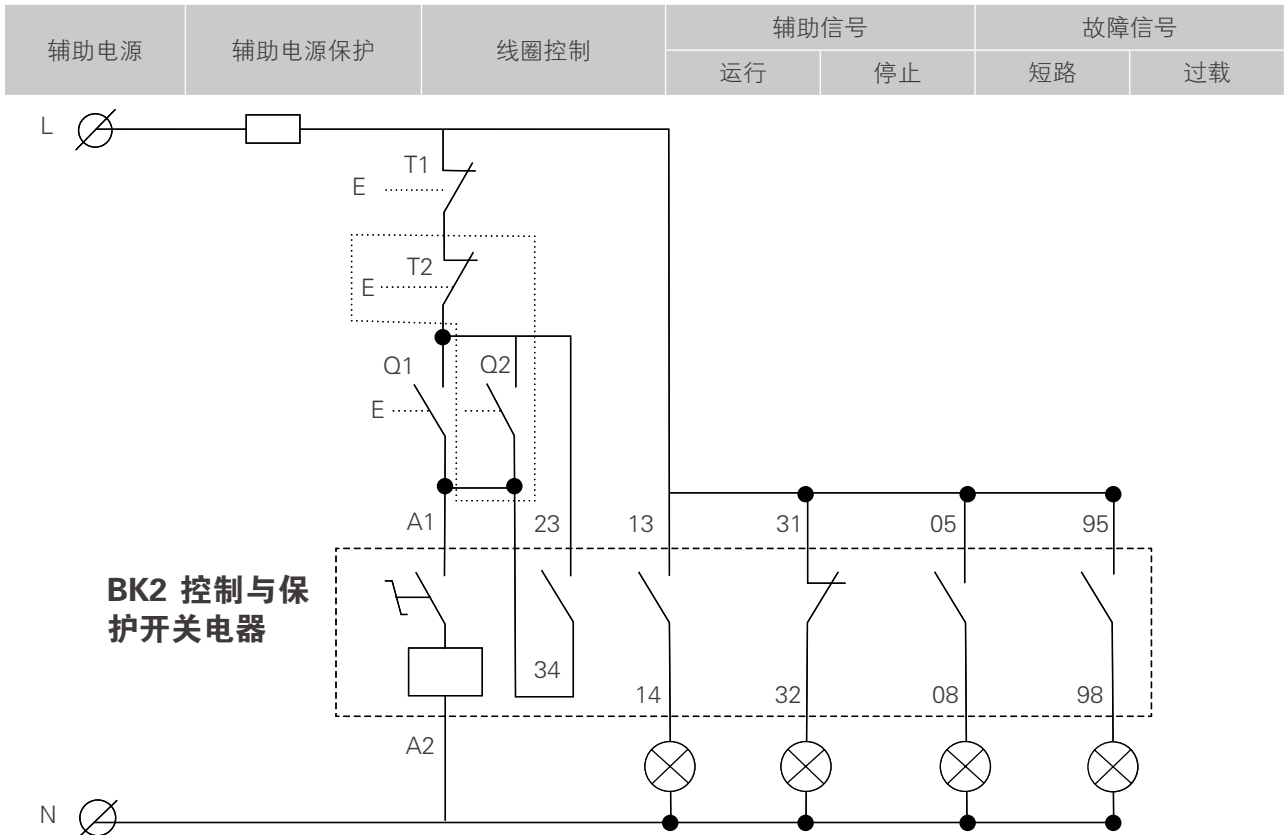 辅助电源
辅助电源保护
线圈控制
辅助信号
故障信号
运行
停止
短路
过载
L
T1
E
T2
E
Q1
Q2
E
A1
23
13
31
05
95
BK2 控制与保
护开关电器
34
14
32
08
98
A2
N